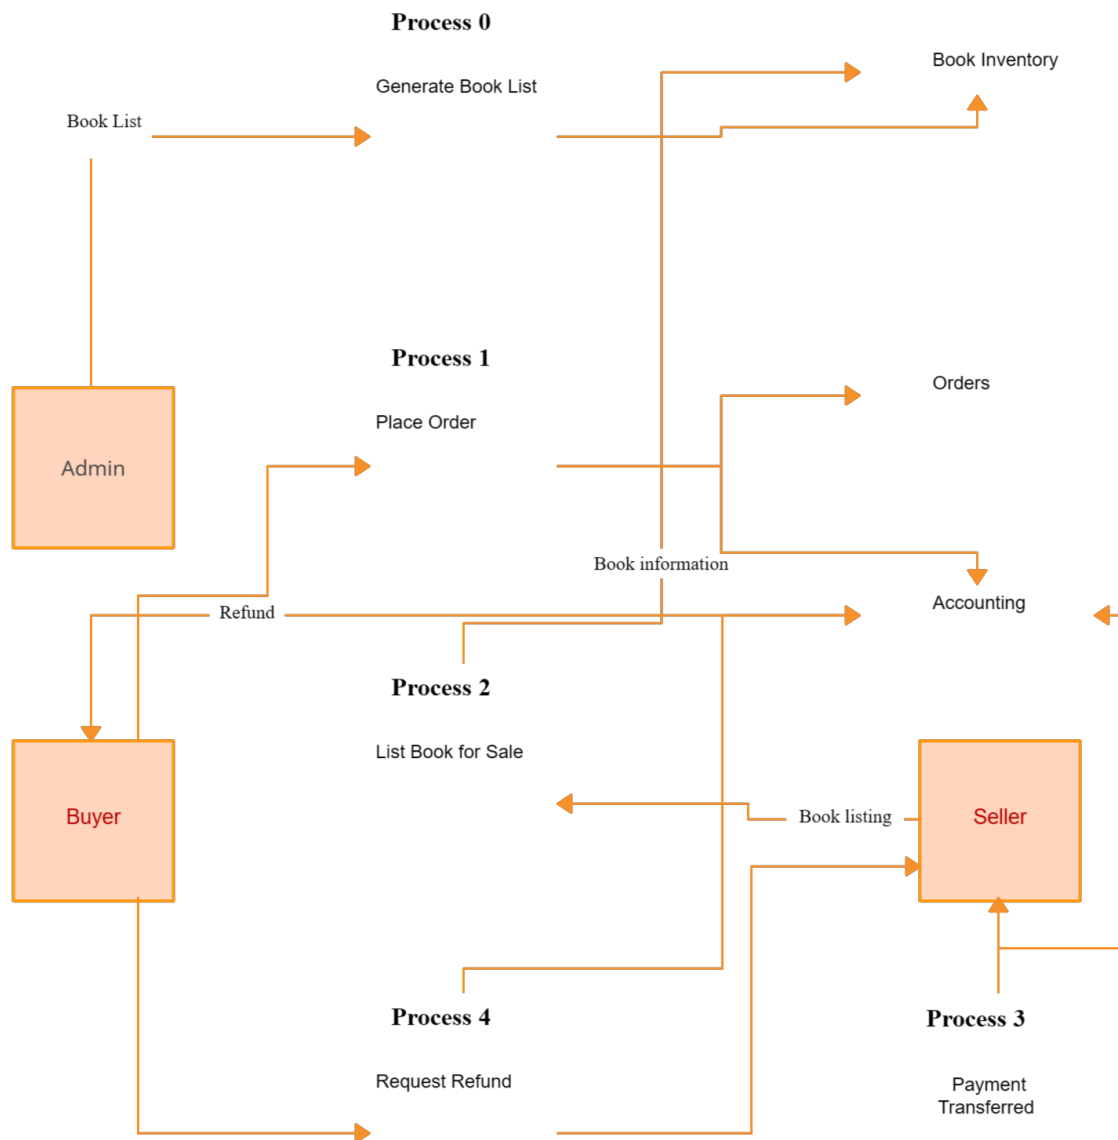 Process 0
Generate Book List
Book Inventory
Book List
Process 1
Place Order
Orders
Admin
Book information
Refund
Accounting
Process 2
List Book for Sale
Buyer
Book listing
Seller
Process 4
Process 3
Request Refund
Payment
Transferred